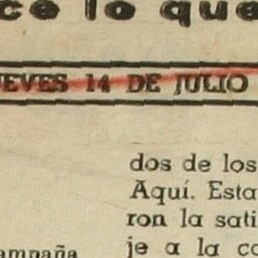 ce lo que
JUEVES 14 DE JULIO
dos de los
Aquí. Esta
ron la sati
je a la co
ampaña